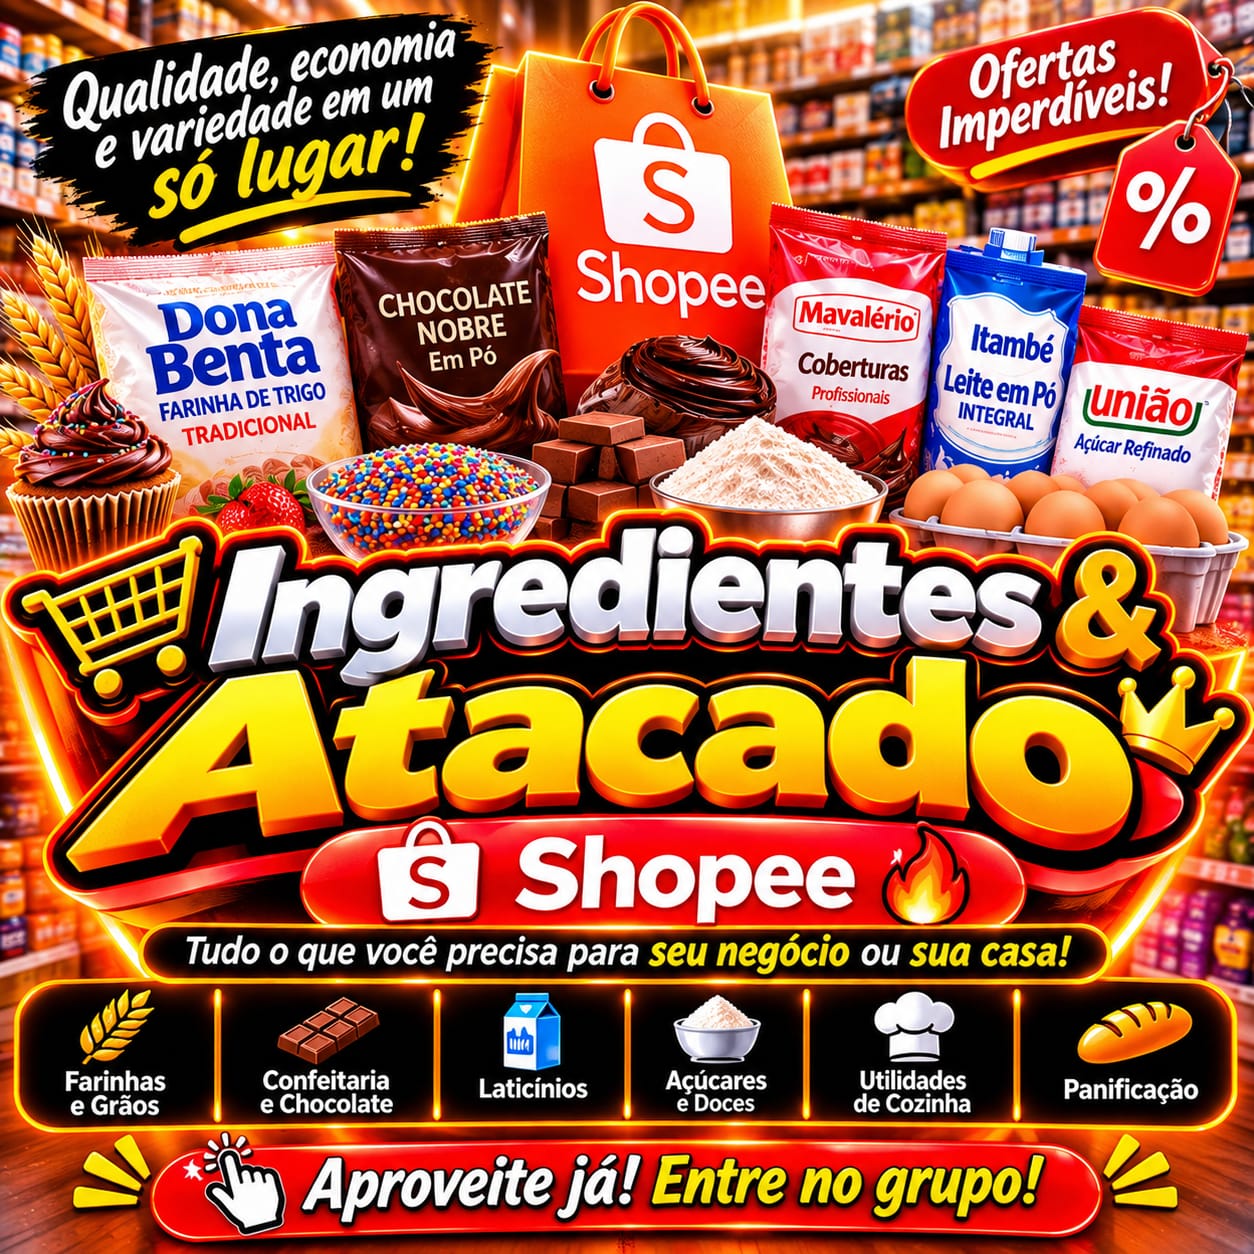 Qualidade, economia
e variedade em um
só lugar!
Ofertas
Imperdíveis!
%
S
Shopee
Dona
Benta
FARINHA DE TRIGO
TRADICIONAL
CHOCOLATE
NOBRE
Em Pó
Mavalério
Coberturas
Profissionais
Itambé
Leite em Pó
INTEGRAL
união
Açúcar Refinado
Ingredientes &
Atacado
S Shopee
Tudo o que você precisa para seu negócio ou sua casa!
Farinhas
e Grãos
Confeitaria
e Chocolate
Laticínios
Açúcares
e Doces
Utilidades
de Cozinha
Panificação
Aproveite já! Entre no grupo!